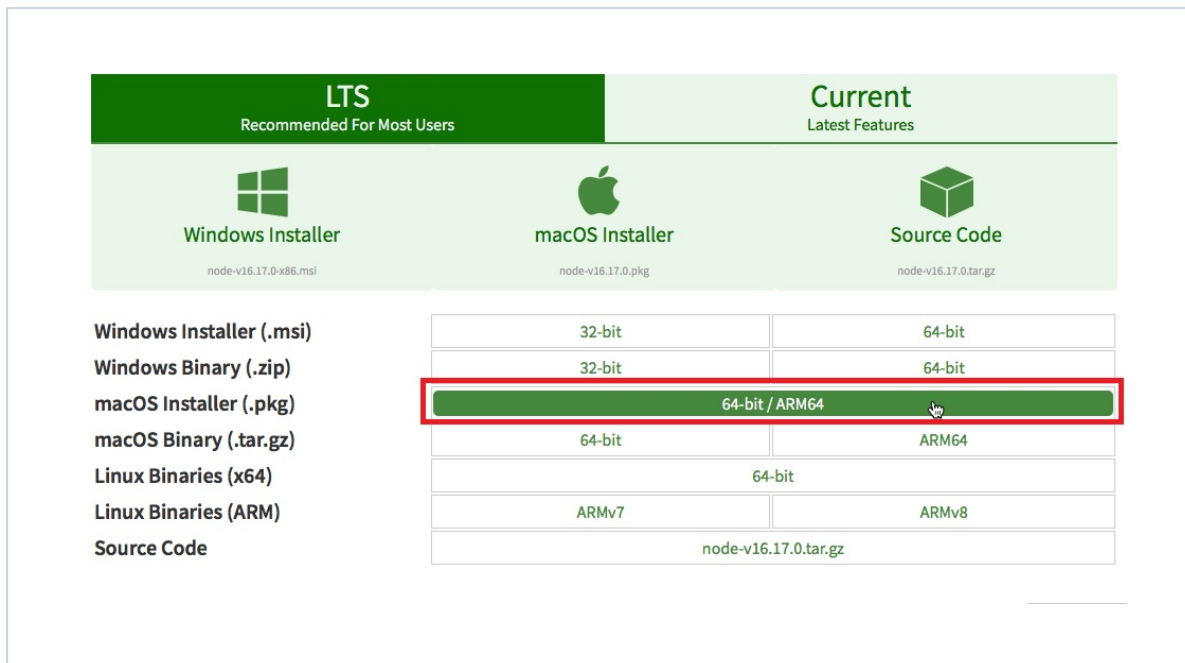 LTS
Recommended For Most Users
Current
Latest Features
Windows Installer
node-v16.17.0-x86.msi
macOS Installer
node-v16.17.0.pkg
Source Code
node-v16.17.0.tar.gz
Windows Installer (.msi) 32-bit 64-bit
Windows Binary (.zip) 32-bit 64-bit
macOS Installer (.pkg) 64-bit / ARM64
macOS Binary (.tar.gz) 64-bit ARM64
Linux Binaries (x64) 64-bit
Linux Binaries (ARM) ARMv7 ARMv8
Source Code node-v16.17.0.tar.gz